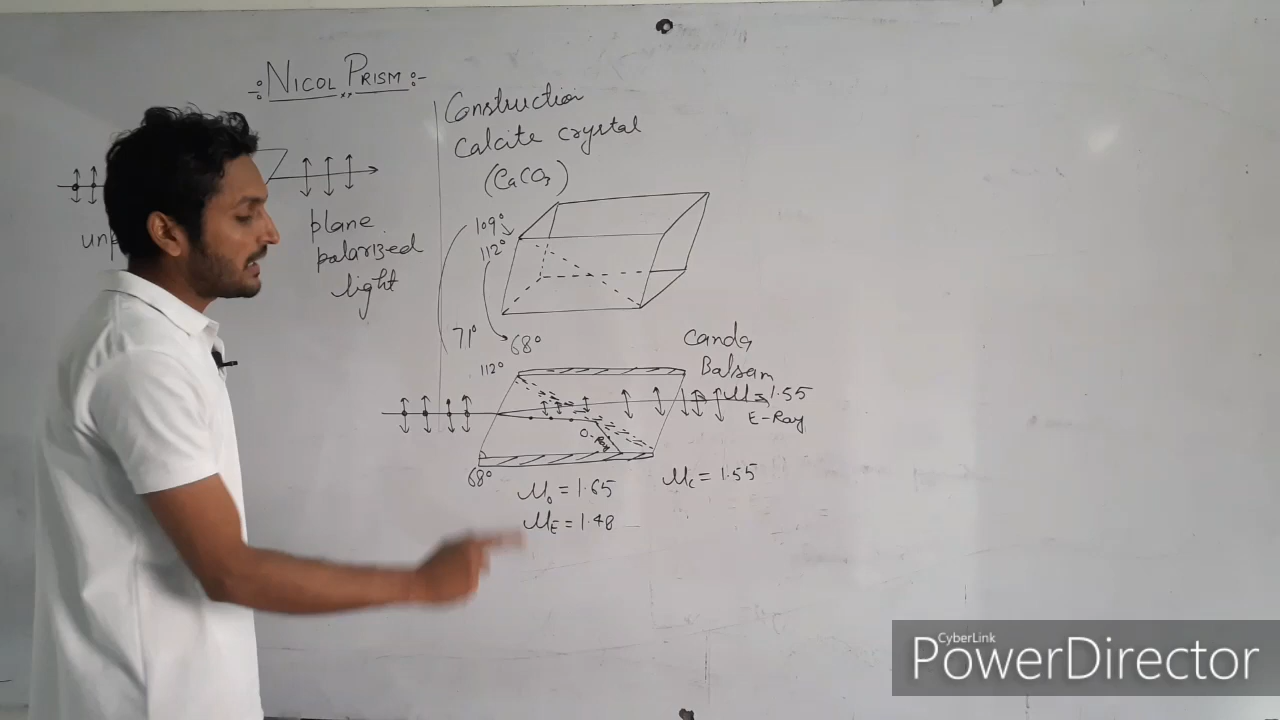 -: NICOL PRISM :-
plane
polarized
light
Construction
Calcite crystal
(CaCO3)
109°
112°
71°
68°
Canda
Balsam
μ = 1.55
E-Ray
112°
O-Ray
68°
μo = 1.65
μE = 1.48
μc = 1.55
CyberLink
PowerDirector